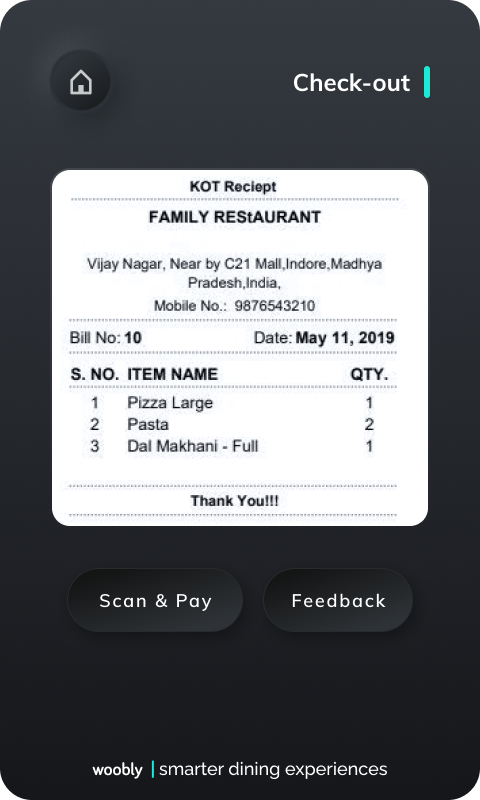 Check-out
KOT Reciept
FAMILY REStAURANT
Vijay Nagar, Near by C21 Mall,Indore,Madhya
Pradesh,India,
Mobile No.: 9876543210
Bill No: 10 Date: May 11, 2019
S. NO. ITEM NAME QTY.
1 Pizza Large 1
2 Pasta 2
3 Dal Makhani - Full 1
Thank You!!!
Scan & Pay Feedback
woobly | smarter dining experiences